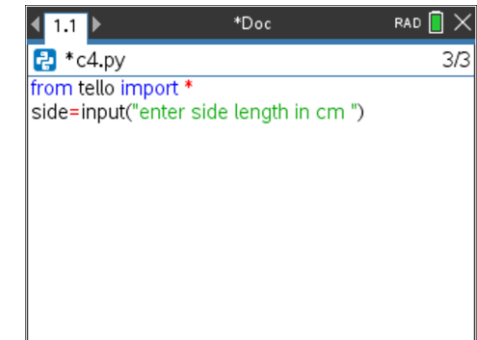 1.1 *Doc RAD
*c4.py 3/3
from tello import *
side=input("enter side length in cm ")